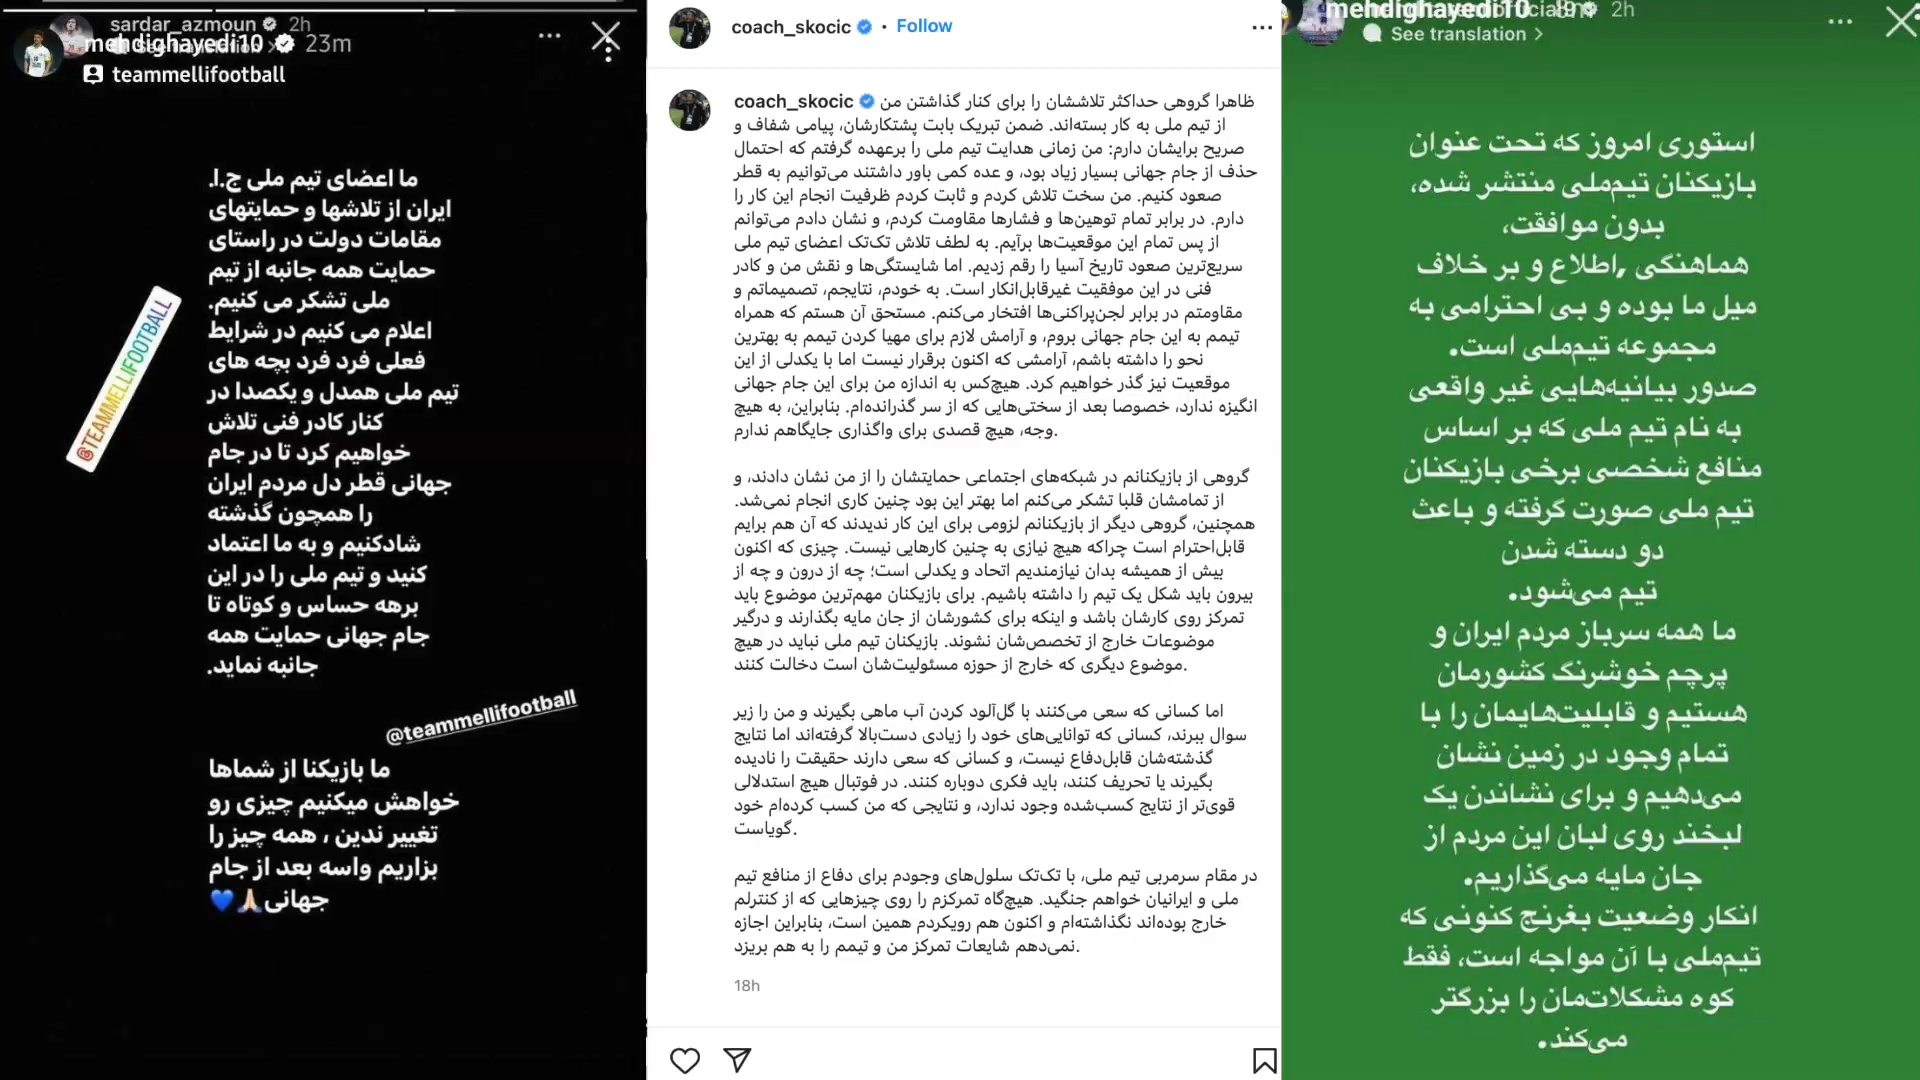 sardar_azmoun 2h
mehdighayedi10 23m
teammellifootball
@TEAMMELLIFOOTBALL
ما اعضای تیم ملی ج.ا.
ایران از تلاشها و حمایتهای
مقامات دولت در راستای
حمایت همه جانبه از تیم
ملی تشکر می کنیم.
اعلام می کنیم در شرایط
فعلی فرد فرد بچه های
تیم ملی همدل و یکصدا در
کنار کادر فنی تلاش
خواهیم کرد تا در جام
جهانی قطر دل مردم ایران
را همچون گذشته
شادکنیم و به ما اعتماد
کنید و تیم ملی را در این
برهه حساس و کوتاه تا
جام جهانی حمایت همه
جانبه نماید.
@teammellifootball
ما بازیکنا از شماها
خواهش میکنیم چیزی رو
تغییر ندین ، همه چیز را
بزاریم واسه بعد از جام
جهانی🙏🏻💙
coach_skocic • Follow
coach_skocic ظاهرا گروهی حداکثر تلاششان را برای کنار گذاشتن من
از تیم ملی به کار بسته‌اند. ضمن تبریک بابت پشتکارشان، پیامی شفاف و
صریح برایشان دارم: من زمانی هدایت تیم ملی را برعهده گرفتم که احتمال
حذف از جام جهانی بسیار زیاد بود، و عده کمی باور داشتند می‌توانیم به قطر
صعود کنیم. من سخت تلاش کردم و ثابت کردم ظرفیت انجام این کار را
دارم. در برابر تمام توهین‌ها و فشارها مقاومت کردم، و نشان دادم می‌توانم
از پس تمام این موقعیت‌ها برآیم. به لطف تلاش تک‌تک اعضای تیم ملی
سریع‌ترین صعود تاریخ آسیا را رقم زدیم. اما شایستگی‌ها و نقش من و کادر
فنی در این موفقیت غیرقابل‌انکار است. به خودم، نتایجم، تصمیماتم و
مقاومتم در برابر لجن‌پراکنی‌ها افتخار می‌کنم. مستحق آن هستم که همراه
تیمم به این جام جهانی بروم، و آرامش لازم برای مهیا کردن تیمم به بهترین
نحو را داشته باشم، آرامشی که اکنون برقرار نیست اما با یکدلی از این
موقعیت نیز گذر خواهیم کرد. هیچ‌کس به اندازه من برای این جام جهانی
انگیزه ندارد، خصوصا بعد از سختی‌هایی که از سر گذرانده‌ام. بنابراین، به هیچ
وجه، هیچ قصدی برای واگذاری جایگاهم ندارم.
گروهی از بازیکنانم در شبکه‌های اجتماعی حمایتشان را از من نشان دادند، و
از تمامشان قلبا تشکر می‌کنم اما بهتر این بود چنین کاری انجام نمی‌شد.
همچنین، گروهی دیگر از بازیکنانم لزومی برای این کار ندیدند که آن هم برایم
قابل‌احترام است چراکه هیچ نیازی به چنین کارهایی نیست. چیزی که اکنون
بیش از همیشه بدان نیازمندیم اتحاد و یکدلی است؛ چه از درون و چه از
بیرون باید شکل یک تیم را داشته باشیم. برای بازیکنان مهم‌ترین موضوع باید
تمرکز روی کارشان باشد و اینکه برای کشورشان از جان مایه بگذارند و درگیر
موضوعات خارج از تخصص‌شان نشوند. بازیکنان تیم ملی نباید در هیچ
موضوع دیگری که خارج از حوزه مسئولیت‌شان است دخالت کنند.
اما کسانی که سعی می‌کنند با گل‌آلود کردن آب ماهی بگیرند و من را زیر
سوال ببرند، کسانی که توانایی‌های خود را زیادی دست‌بالا گرفته‌اند اما نتایج
گذشته‌شان قابل‌دفاع نیست، و کسانی که سعی دارند حقیقت را نادیده
بگیرند یا تحریف کنند، باید فکری دوباره کنند. در فوتبال هیچ استدلالی
قوی‌تر از نتایج کسب‌شده وجود ندارد، و نتایجی که من کسب کرده‌ام خود
گویاست.
در مقام سرمربی تیم ملی، با تک‌تک سلول‌های وجودم برای دفاع از منافع تیم
ملی و ایرانیان خواهم جنگید. هیچ‌گاه تمرکزم را روی چیزهایی که از کنترلم
خارج بوده‌اند نگذاشته‌ام و اکنون هم رویکردم همین است، بنابراین اجازه
نمی‌دهم شایعات تمرکز من و تیمم را به هم بریزد.
18h
mehdighayedi10 2h
See translation
استوری امروز که تحت عنوان
بازیکنان تیم‌ملی منتشر شده،
بدون موافقت،
هماهنگی ,اطلاع و بر خلاف
میل ما بوده و بی احترامی به
مجموعه تیم‌ملی است.
صدور بیانیه‌هایی غیر واقعی
به نام تیم ملی که بر اساس
منافع شخصی برخی بازیکنان
تیم ملی صورت گرفته و باعث
دو دسته شدن
تیم می‌شود.
ما همه سرباز مردم ایران و
پرچم خوشرنگ کشورمان
هستیم و قابلیت‌هایمان را با
تمام وجود در زمین نشان
می‌دهیم و برای نشاندن یک
لبخند روی لبان این مردم از
جان مایه می‌گذاریم.
انکار وضعیت بغرنج کنونی که
تیم‌ملی با آن مواجه است، فقط
کوه مشکلات‌مان را بزرگتر
می‌کند.